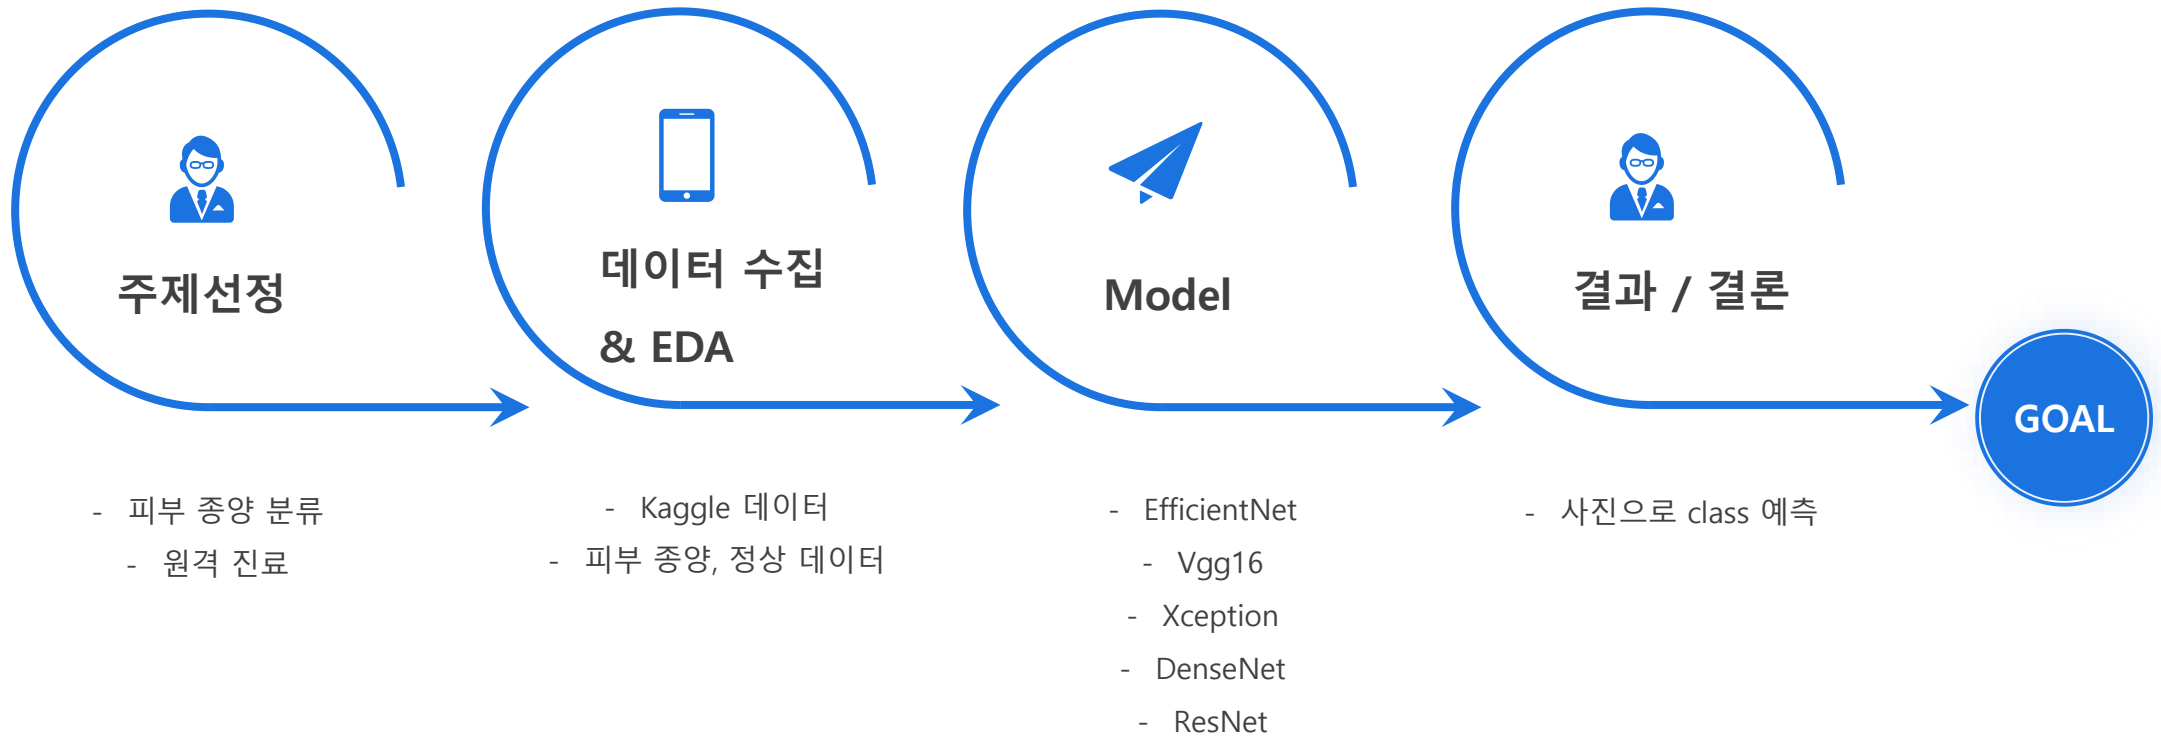 주제선정
- 피부 종양 분류
- 원격 진료
데이터 수집
& EDA
- Kaggle 데이터
- 피부 종양, 정상 데이터
Model
- EfficientNet
- Vgg16
- Xception
- DenseNet
- ResNet
결과 / 결론
- 사진으로 class 예측
GOAL